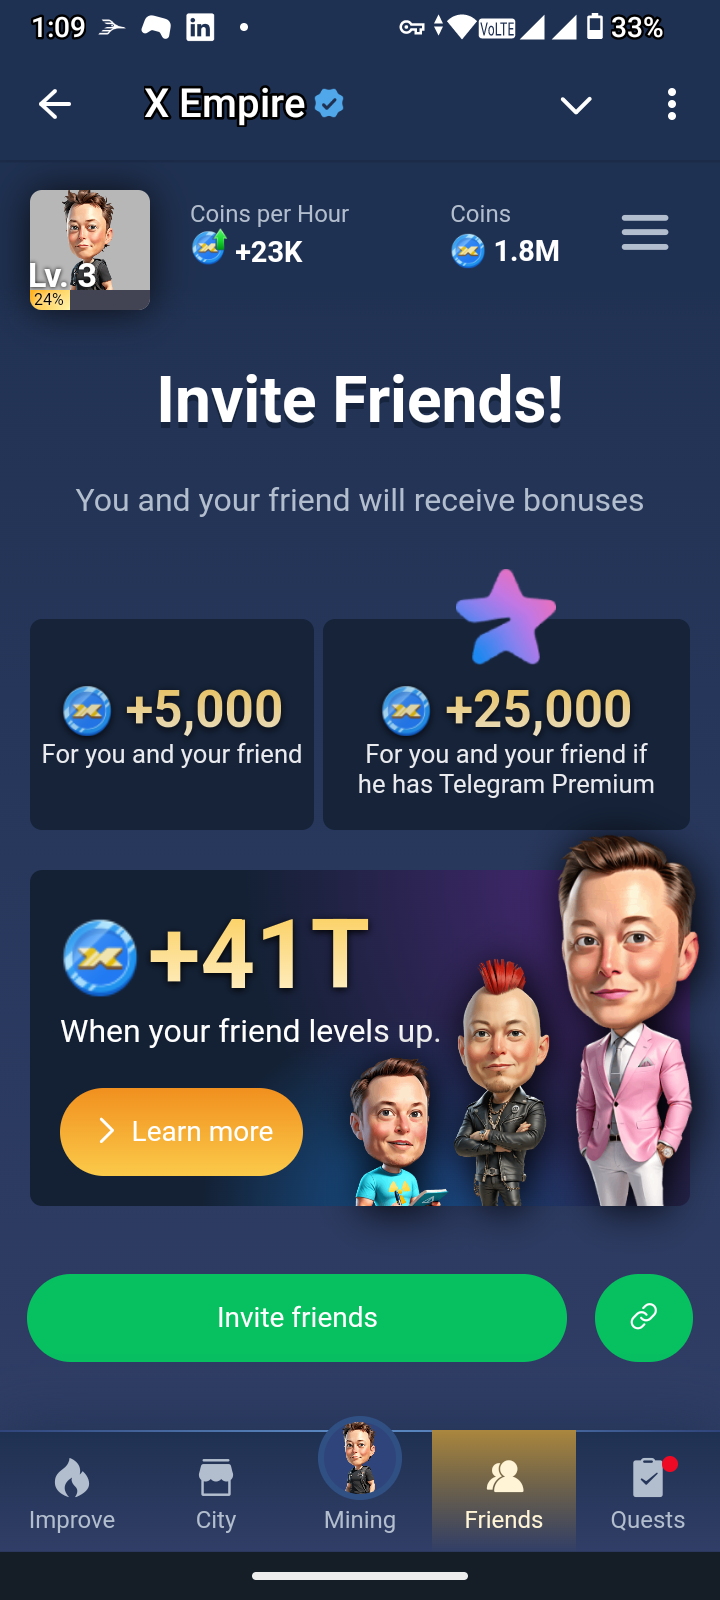 1:09
VoLTE
33%
X Empire
Coins per Hour
+23K
Coins
1.8M
Lv. 3
24%
Invite Friends!
You and your friend will receive bonuses
+5,000
For you and your friend
+25,000
For you and your friend if
he has Telegram Premium
+41T
When your friend levels up.
Learn more
Invite friends
Improve
City
Mining
Friends
Quests